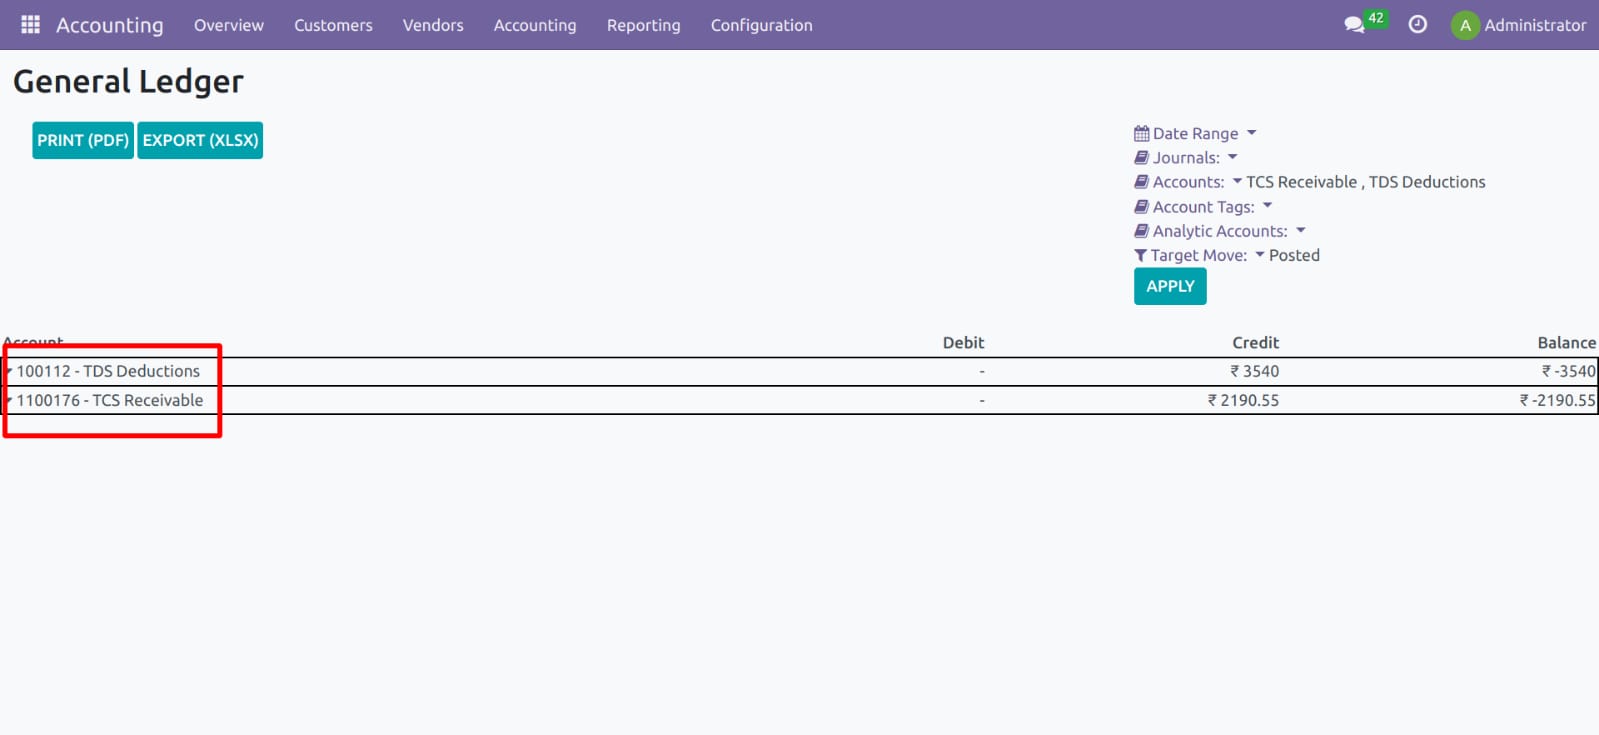 Accounting Overview Customers Vendors Accounting Reporting Configuration 42 A Administrator
General Ledger
PRINT (PDF) EXPORT (XLSX)
Date Range
Journals:
Accounts: TCS Receivable , TDS Deductions
Account Tags:
Analytic Accounts:
Target Move: Posted
APPLY
Account Debit Credit Balance
100112 - TDS Deductions - ₹ 3540 ₹ -3540
1100176 - TCS Receivable - ₹ 2190.55 ₹ -2190.55